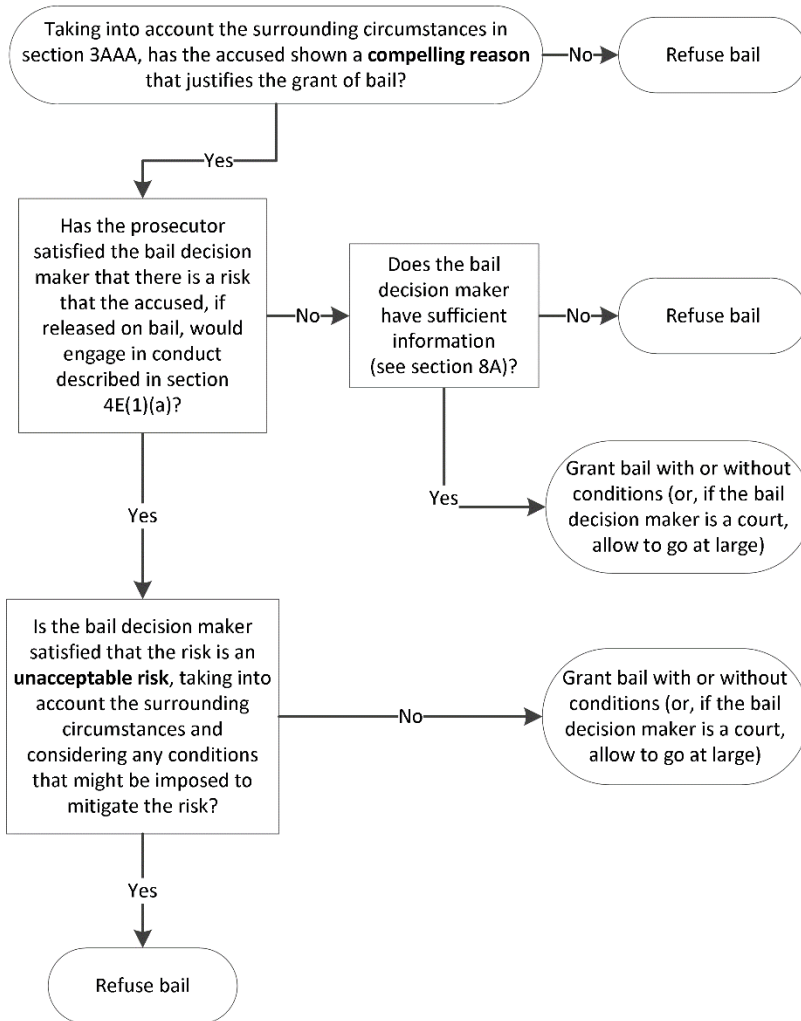 Taking into account the surrounding circumstances in
section 3AAA, has the accused shown a compelling reason
that justifies the grant of bail?
No
Refuse bail
Yes
Has the prosecutor
satisfied the bail decision
maker that there is a risk
that the accused, if
released on bail, would
engage in conduct
described in section
4E(1)(a)?
No
Does the bail
decision maker
have sufficient
information
(see section 8A)?
No
Refuse bail
Yes
Grant bail with or without
conditions (or, if the bail
decision maker is a court,
allow to go at large)
Yes
Is the bail decision maker
satisfied that the risk is an
unacceptable risk, taking into
account the surrounding
circumstances and
considering any conditions
that might be imposed to
mitigate the risk?
No
Grant bail with or without
conditions (or, if the bail
decision maker is a court,
allow to go at large)
Yes
Refuse bail